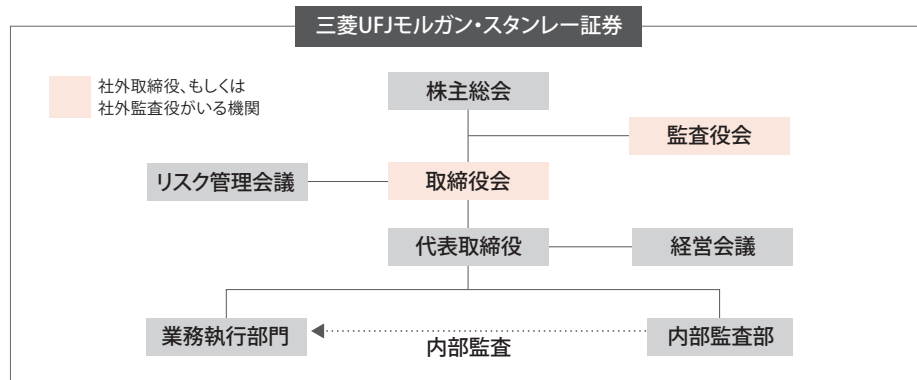 三菱UFJモルガン・スタンレー証券
社外取締役、もしくは
社外監査役がいる機関
株主総会
監査役会
リスク管理会議
取締役会
代表取締役
経営会議
業務執行部門
内部監査
内部監査部